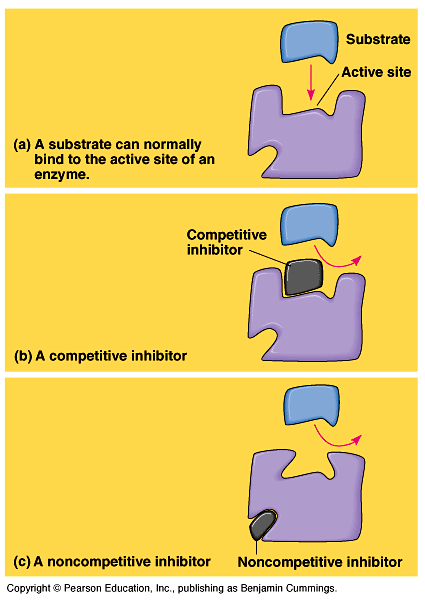 Substrate
Active site
(a) A substrate can normally
bind to the active site of an
enzyme.
Competitive
inhibitor
(b) A competitive inhibitor
(c) A noncompetitive inhibitor
Noncompetitive inhibitor
Copyright © Pearson Education, Inc., publishing as Benjamin Cummings.